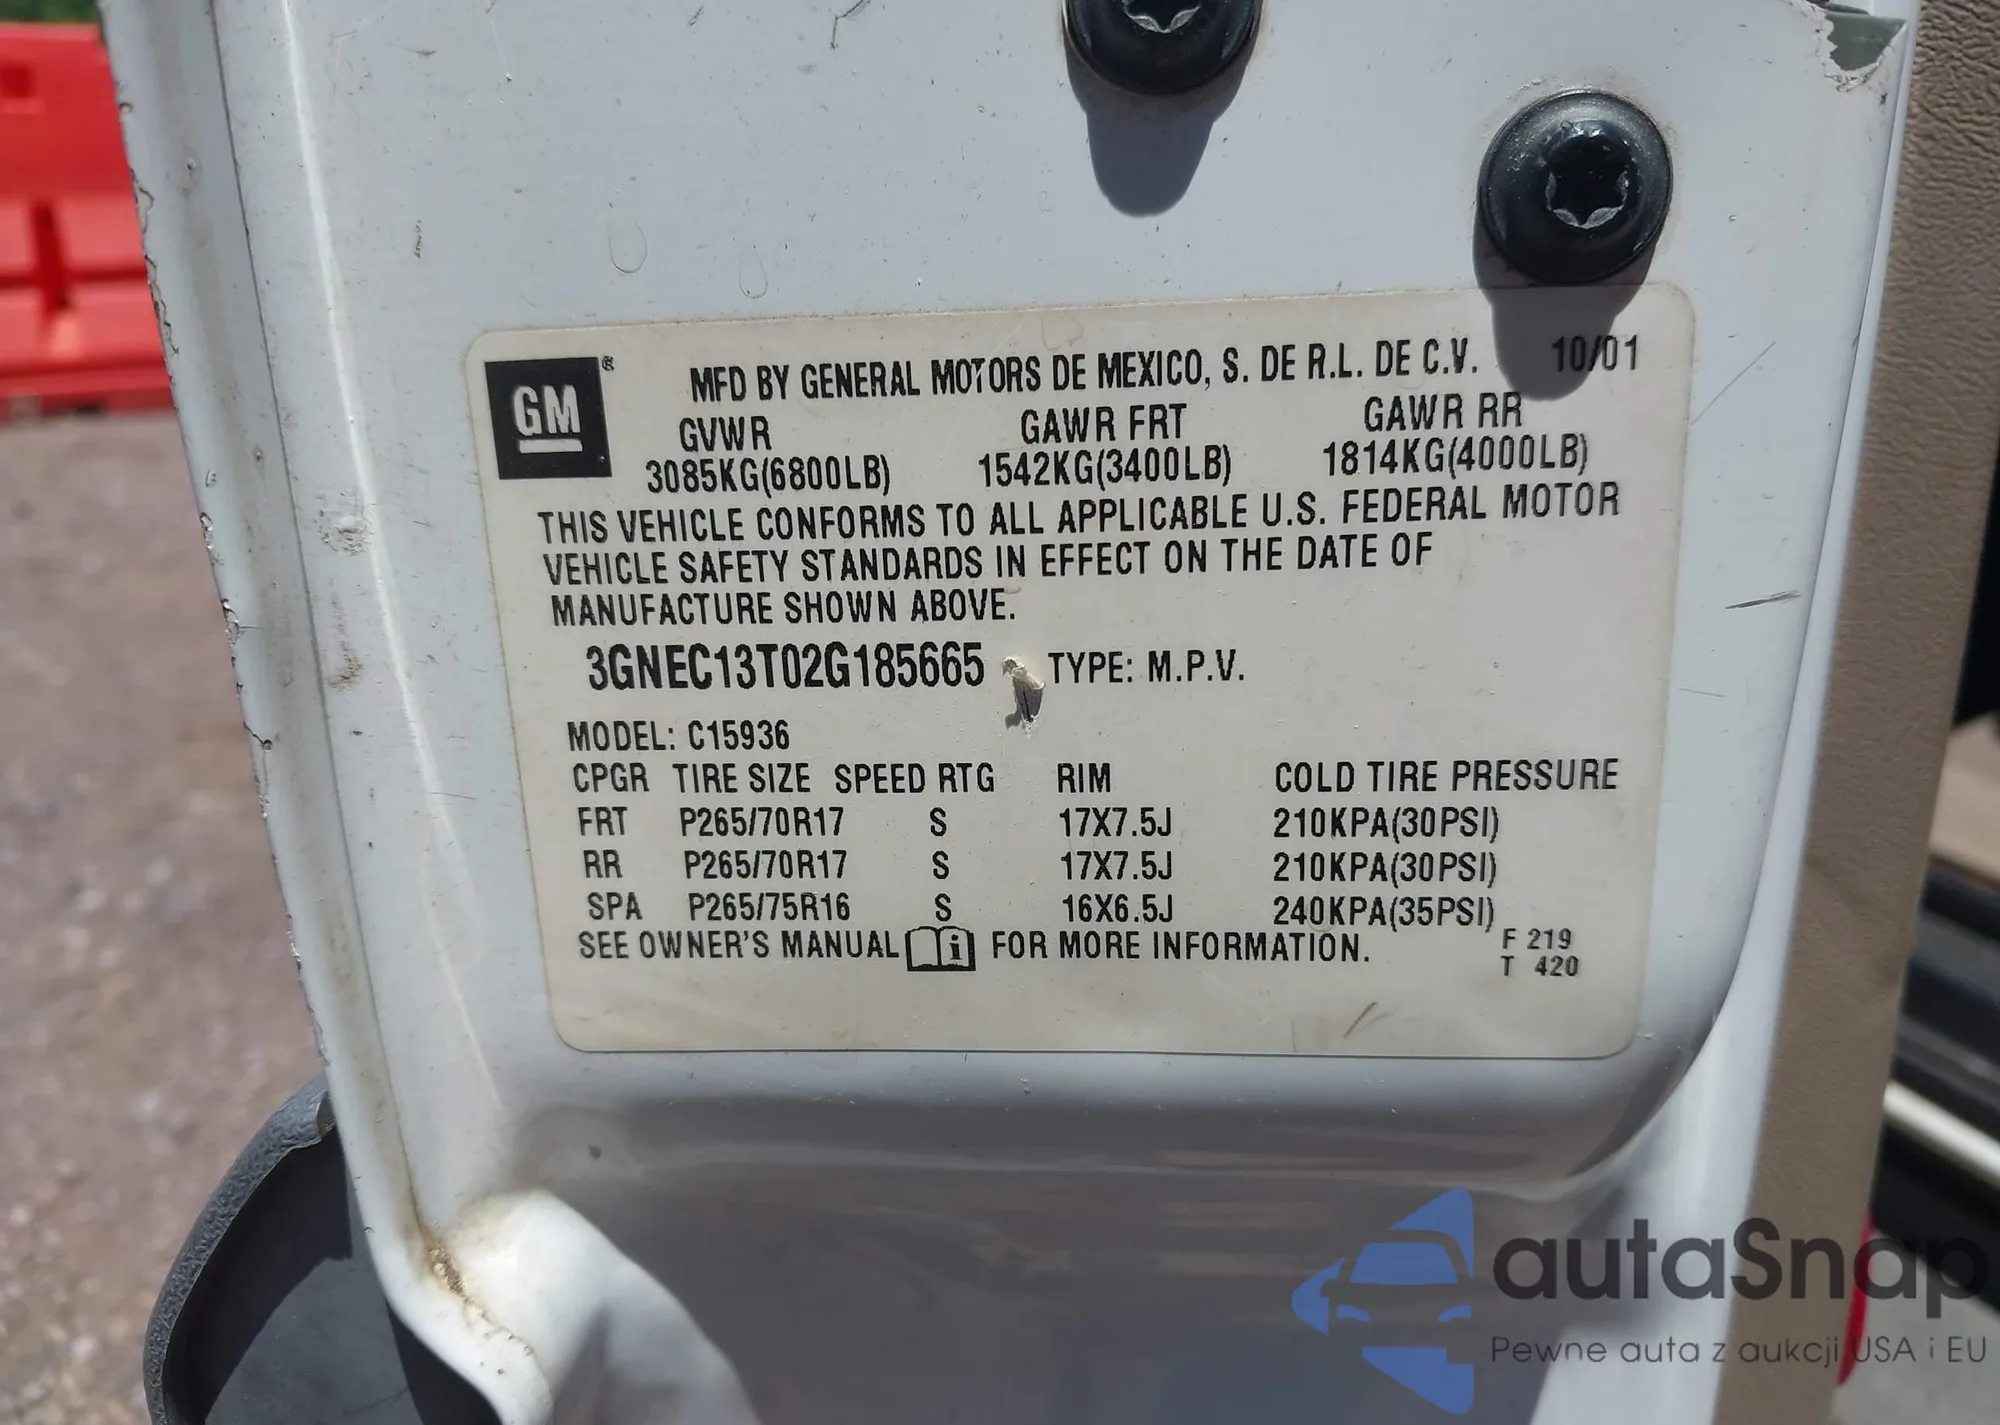 GM®
MFD BY GENERAL MOTORS DE MEXICO, S. DE R.L. DE C.V. 10/01
GVWR GAWR FRT GAWR RR
3085KG(6800LB) 1542KG(3400LB) 1814KG(4000LB)
THIS VEHICLE CONFORMS TO ALL APPLICABLE U.S. FEDERAL MOTOR
VEHICLE SAFETY STANDARDS IN EFFECT ON THE DATE OF
MANUFACTURE SHOWN ABOVE.
3GNEC13T02G185665 TYPE: M.P.V.
MODEL: C15936
CPGR TIRE SIZE SPEED RTG RIM COLD TIRE PRESSURE
FRT P265/70R17 S 17X7.5J 210KPA(30PSI)
RR P265/70R17 S 17X7.5J 210KPA(30PSI)
SPA P265/75R16 S 16X6.5J 240KPA(35PSI)
SEE OWNER'S MANUAL i FOR MORE INFORMATION.
F 219
T 420
autaSnap
Pewne auta z aukcji USA i EU